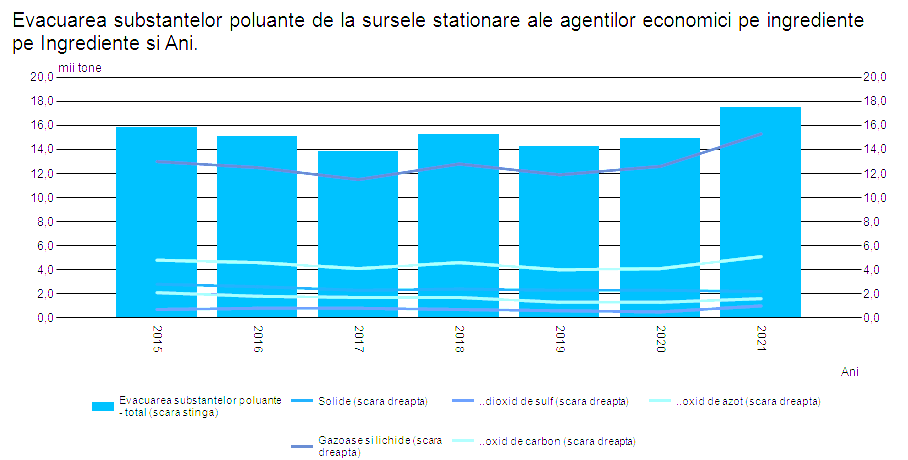 Evacuarea substantelor poluante de la sursele stationare ale agentilor economici pe ingrediente
pe Ingrediente si Ani.
mii tone
20.0 20.0
18.0 18.0
16.0 16.0
14.0 14.0
12.0 12.0
10.0 10.0
8.0 8.0
6.0 6.0
4.0 4.0
2.0 2.0
0.0 0.0
2015 2016 2017 2018 2019 2020 2021
Ani
Evacuarea substantelor poluante
- total (scara stinga)
Solide (scara dreapta)
..dioxid de sulf (scara dreapta)
..oxid de azot (scara dreapta)
Gazoase si lichide (scara
dreapta)
..oxid de carbon (scara dreapta)